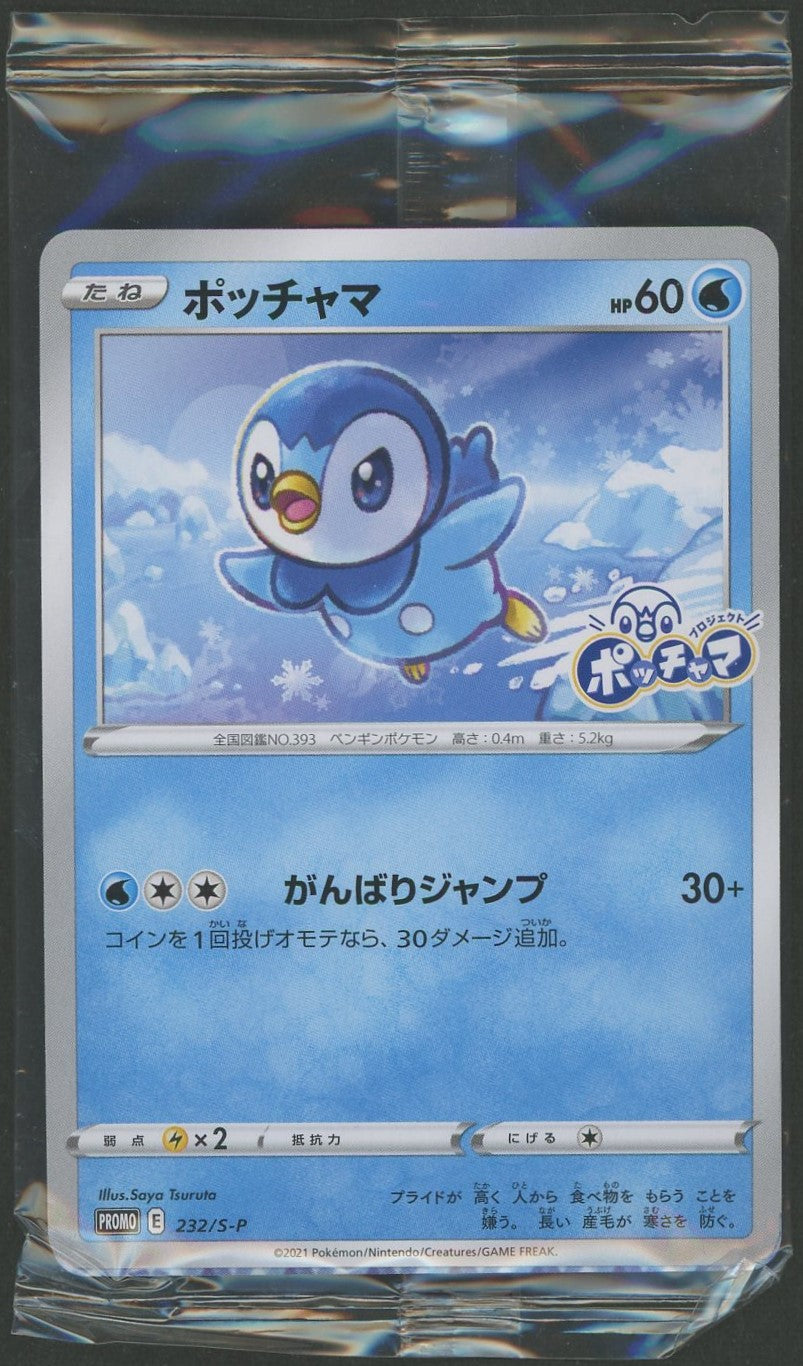 たね ポッチャマ HP60
プロジェクト
ポッチャマ
全国図鑑NO.393 ペンギンポケモン 高さ:0.4m 重さ:5.2kg
がんばりジャンプ 30+
コインを1回投げオモテなら、30ダメージ追加。
弱点 ×2 抵抗力 にげる
Illus.Saya Tsuruta
プライドが 高く 人から 食べ物を もらう ことを
嫌う。長い 産毛が 寒さを 防ぐ。
PROMO E 232/S-P
©2021 Pokémon/Nintendo/Creatures/GAME FREAK.